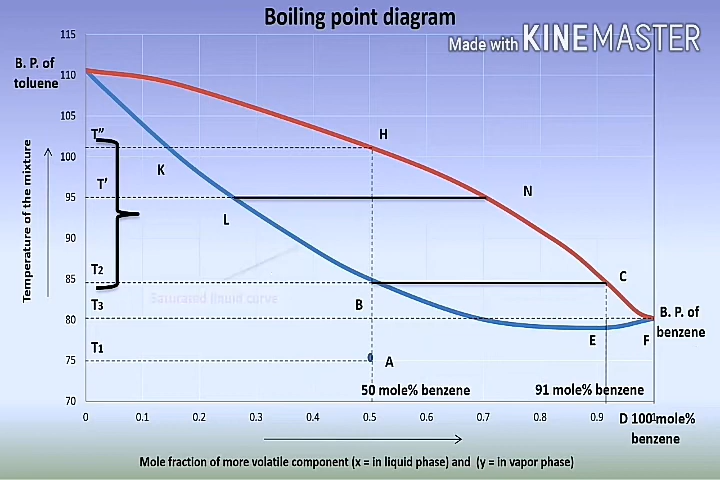 Boiling point diagram
Made with KINEMASTER
B. P. of
toluene
Temperature of the mixture
115
110
105
100
95
90
85
80
75
70
T"
T'
T2
T3
T1
H
K
N
L
C
B
E
F
A
B. P. of
benzene
Saturated liquid curve
50 mole% benzene
91 mole% benzene
0 0.1 0.2 0.3 0.4 0.5 0.6 0.7 0.8 0.9 1
D 100 mole%
benzene
Mole fraction of more volatile component (x = in liquid phase) and (y = in vapor phase)